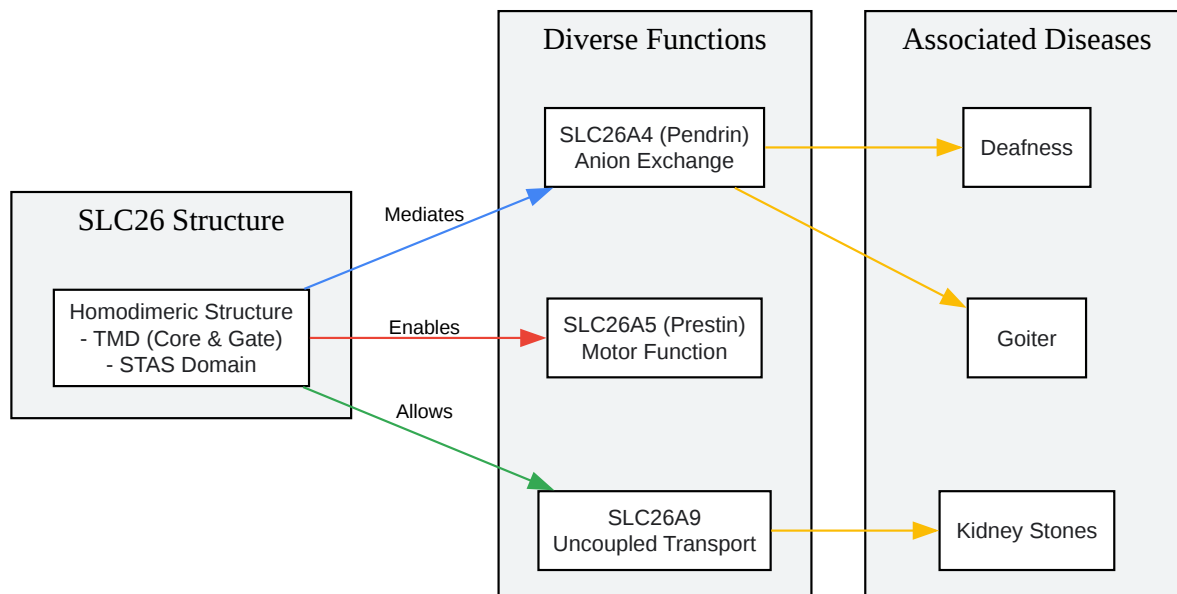 SLC26 Structure
Homodimeric Structure
- TMD (Core & Gate)
- STAS Domain
Mediates
Enables
Allows
Diverse Functions
SLC26A4 (Pendrin)
Anion Exchange
SLC26A5 (Prestin)
Motor Function
SLC26A9
Uncoupled Transport
Associated Diseases
Deafness
Goiter
Kidney Stones